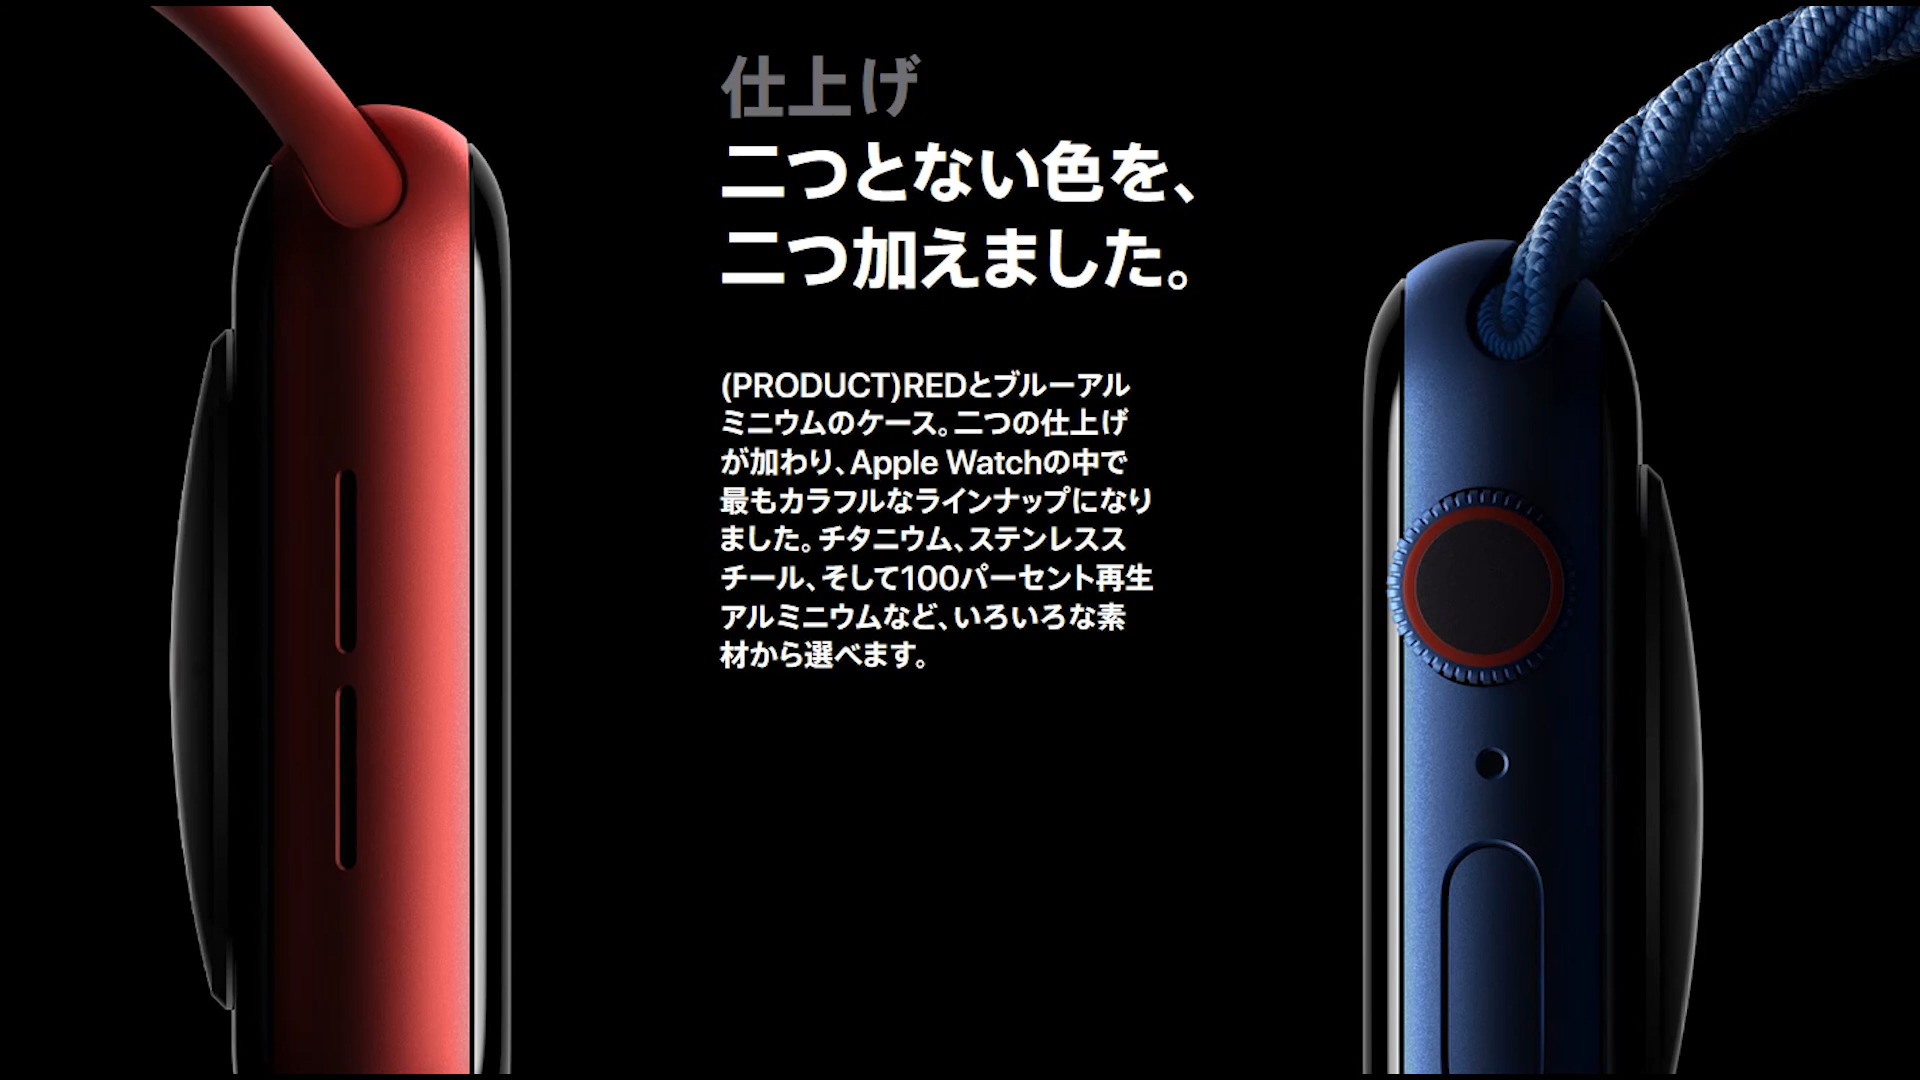 仕上げ
二つとない色を、
二つ加えました。
(PRODUCT)REDとブルーアル
ミニウムのケース。二つの仕上げ
が加わり、Apple Watchの中で
最もカラフルなラインナップになり
ました。チタニウム、ステンレスス
チール、そして100パーセント再生
アルミニウムなど、いろいろな素
材から選べます。